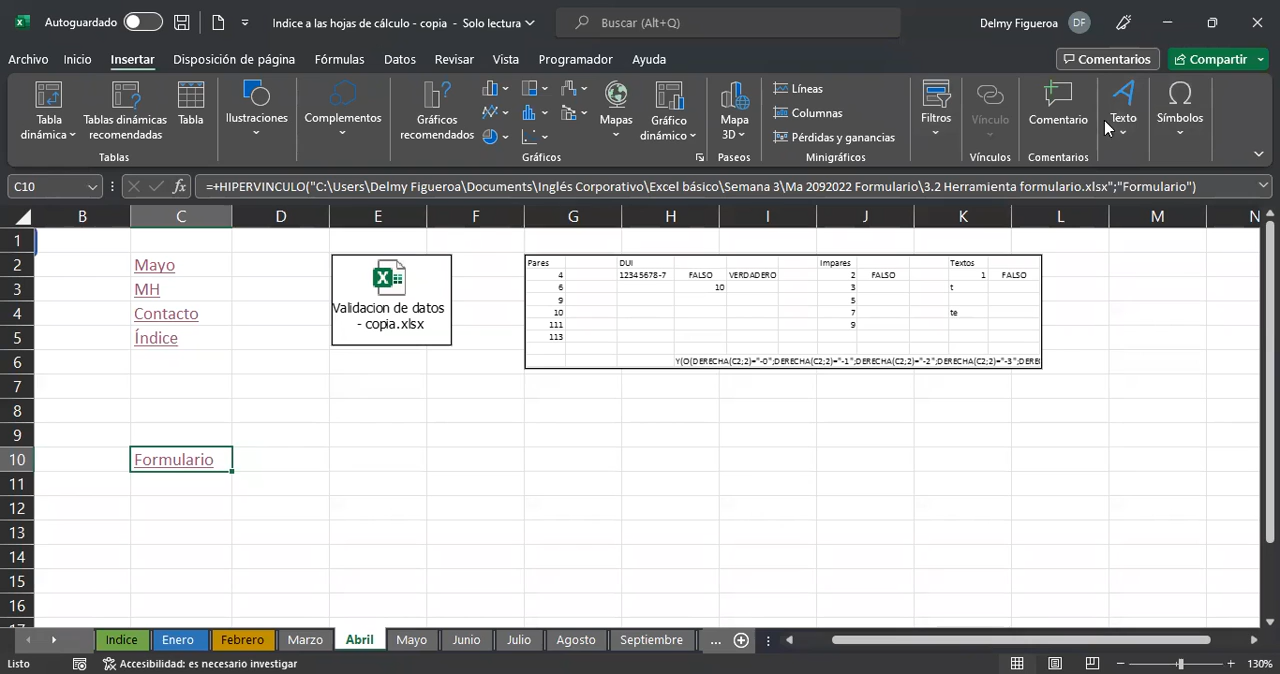 Autoguardado
Indice a las hojas de cálculo - copia - Solo lectura
Buscar (Alt+Q)
Delmy Figueroa DF
Archivo Inicio Insertar Disposición de página Fórmulas Datos Revisar Vista Programador Ayuda
Comentarios Compartir
Tabla dinámica
Tablas dinámicas recomendadas
Tabla
Tablas
Ilustraciones
Complementos
Gráficos recomendados
Mapas
Gráfico dinámico
Gráficos
Mapa 3D
Paseos
Líneas
Columnas
Pérdidas y ganancias
Minigráficos
Filtros
Vínculo
Vínculos
Comentario
Comentarios
Texto
Símbolos
C10 fx =+HIPERVINCULO("C:\Users\Delmy Figueroa\Documents\Inglés Corporativo\Excel básico\Semana 3\Ma 2092022 Formulario\3.2 Herramienta formulario.xlsx";"Formulario")
B C D E F G H I J K L M N
1
2 Mayo
3 MH
4 Contacto
5 Índice
6
7
8
9
10 Formulario
11
12
13
14
15
16
17
Validacion de datos
- copia.xlsx
Pares DUI Impares Textos
4 12345678-7 FALSO VERDADERO 2 FALSO 1 FALSO
6 10 3 t
9 5
10 7 te
111 9
113
Y(O(DERECHA(C2;2)="-0";DERECHA(C2;2)="-1";DERECHA(C2;2)="-2";DERECHA(C2;2)="-3";DERE
Indice Enero Febrero Marzo Abril Mayo Junio Julio Agosto Septiembre ...
Listo Accesibilidad: es necesario investigar 130%